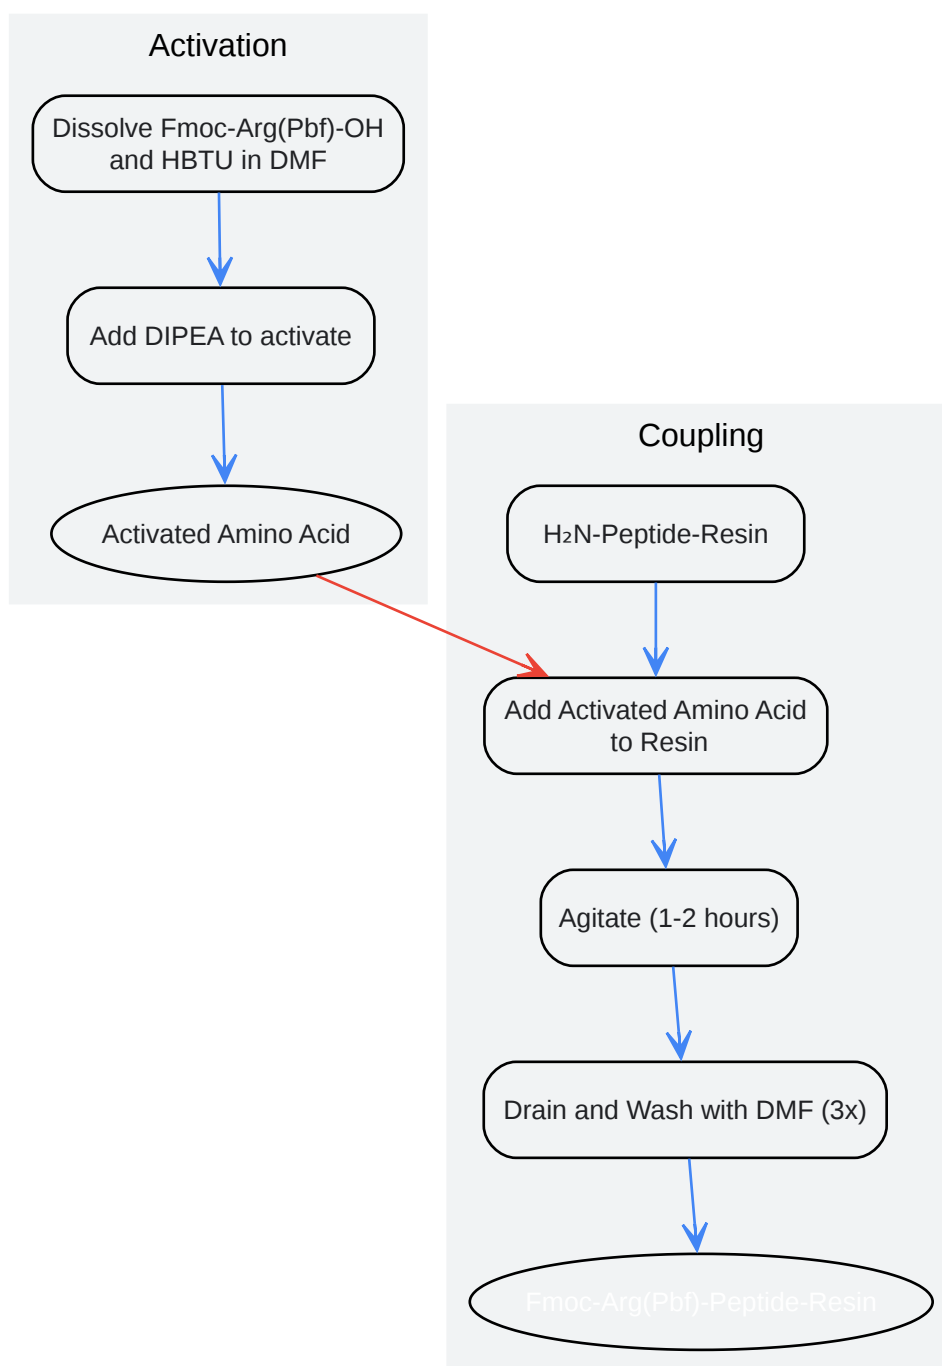 Activation
Dissolve Fmoc-Arg(Pbf)-OH
and HBTU in DMF
Add DIPEA to activate
Activated Amino Acid
Coupling
H₂N-Peptide-Resin
Add Activated Amino Acid
to Resin
Agitate (1-2 hours)
Drain and Wash with DMF (3x)
Fmoc-Arg(Pbf)-Peptide-Resin